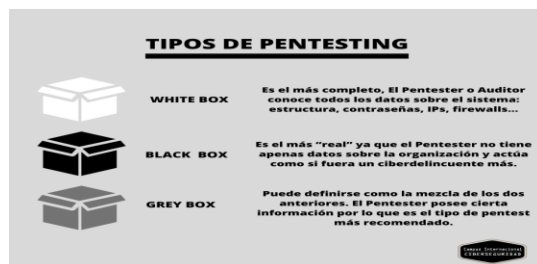 TIPOS DE PENTESTING
WHITE BOX
Es el más completo, El Pentester o Auditor
conoce todos los datos sobre el sistema:
estructura, contraseñas, IPs, firewalls...
BLACK BOX
Es el más “real” ya que el Pentester no tiene
apenas datos sobre la organización y actúa
como si fuera un ciberdelincuente más.
GREY BOX
Puede definirse como la mezcla de los dos
anteriores. El Pentester posee cierta
información por lo que es el tipo de pentest
más recomendado.
Campus Internacional
CIBERSEGURIDAD